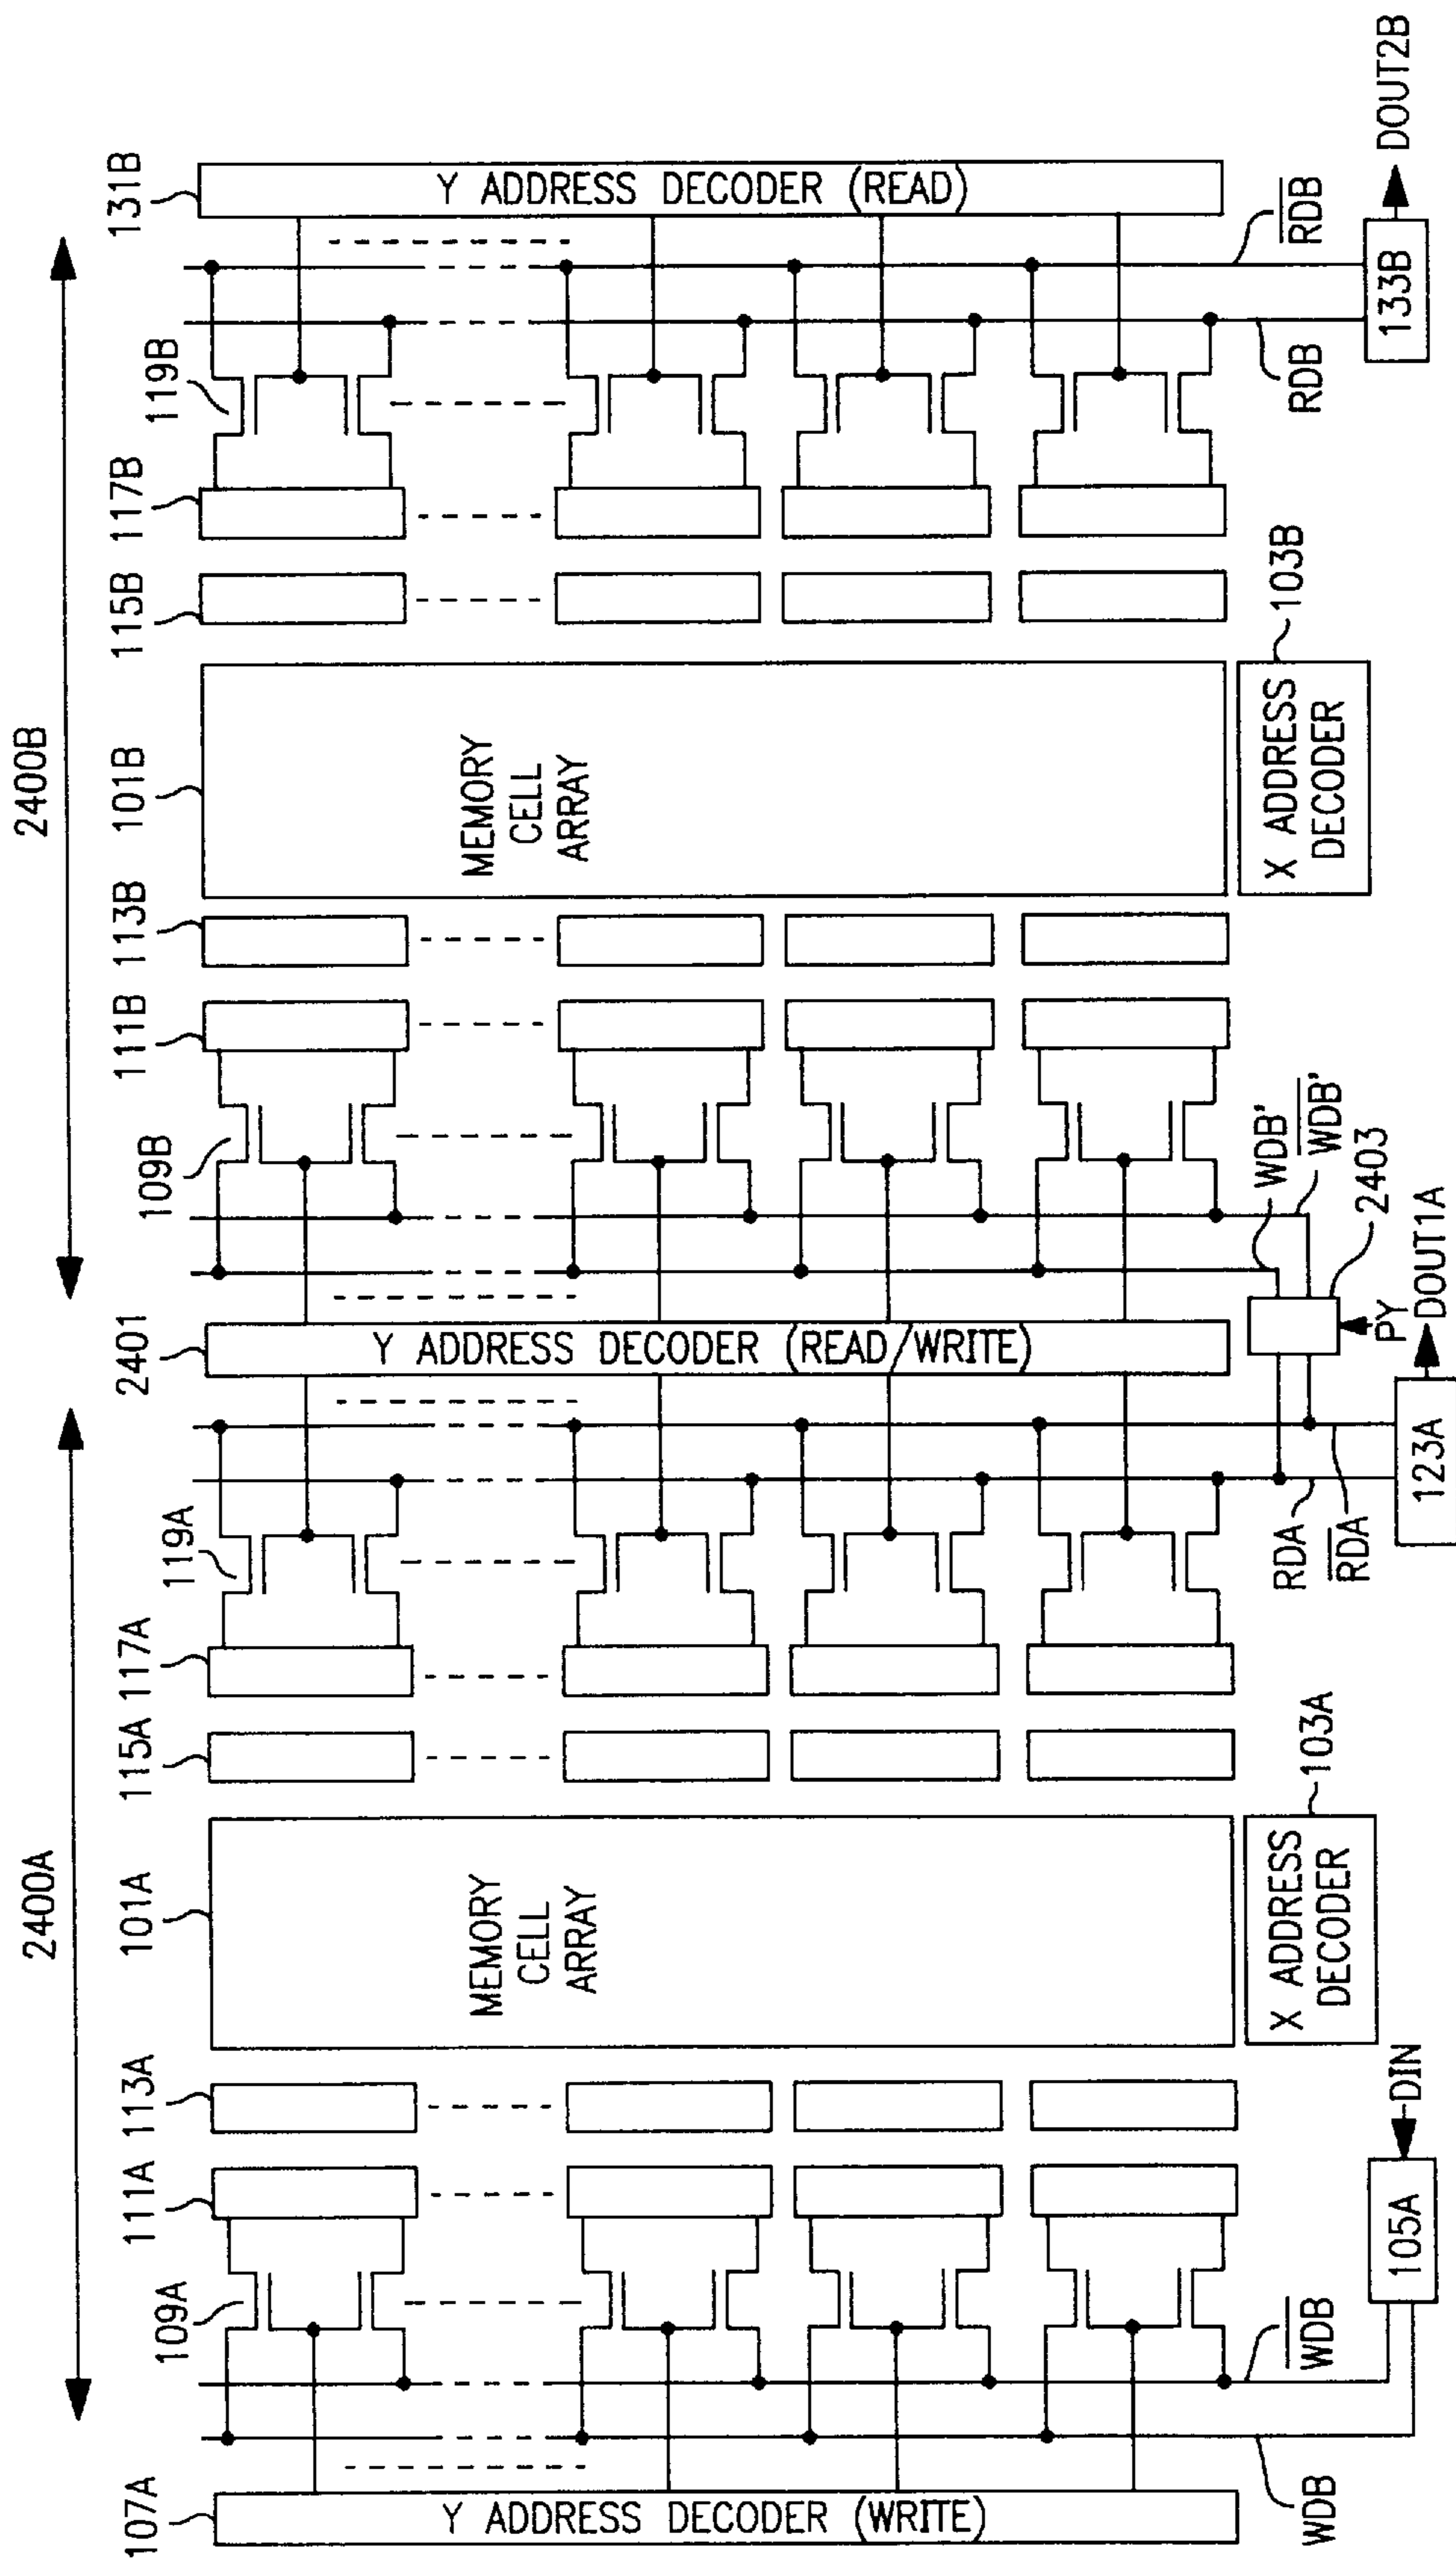 2400A
2400B
107A
109A
111A
113A
101A
115A
117A
119A
2401
109B
111B
113B
101B
115B
117B
119B
131B
Y ADDRESS DECODER (WRITE)
MEMORY
CELL
ARRAY
Y ADDRESS DECODER (READ/WRITE)
MEMORY
CELL
ARRAY
Y ADDRESS DECODER (READ)
WDB
WDB
105A
DIN
X ADDRESS
DECODER
103A
RDA
RDA
123A
DOUT1A
PY
2403
WDB'
WDB'
X ADDRESS
DECODER
103B
RDB
RDB
133B
DOUT2B